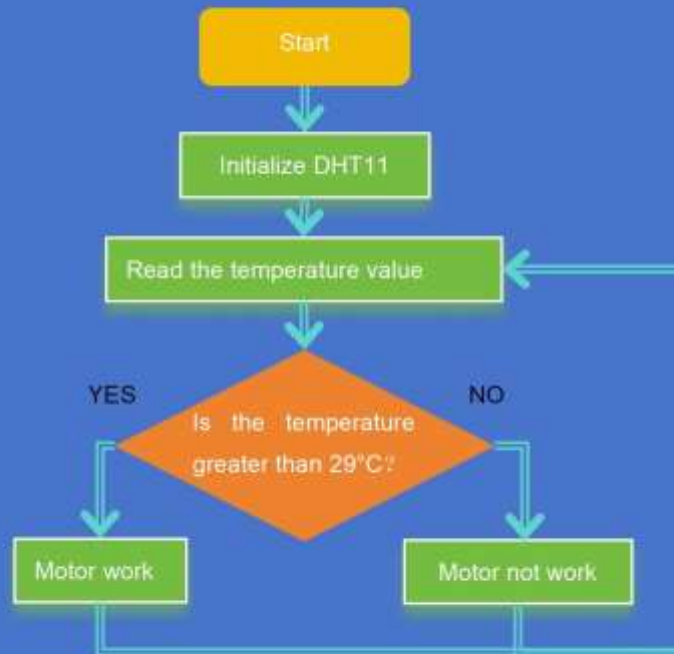 Start
Initialize DHT11
Read the temperature value
YES
NO
Is the temperature
greater than 29°C?
Motor work
Motor not work